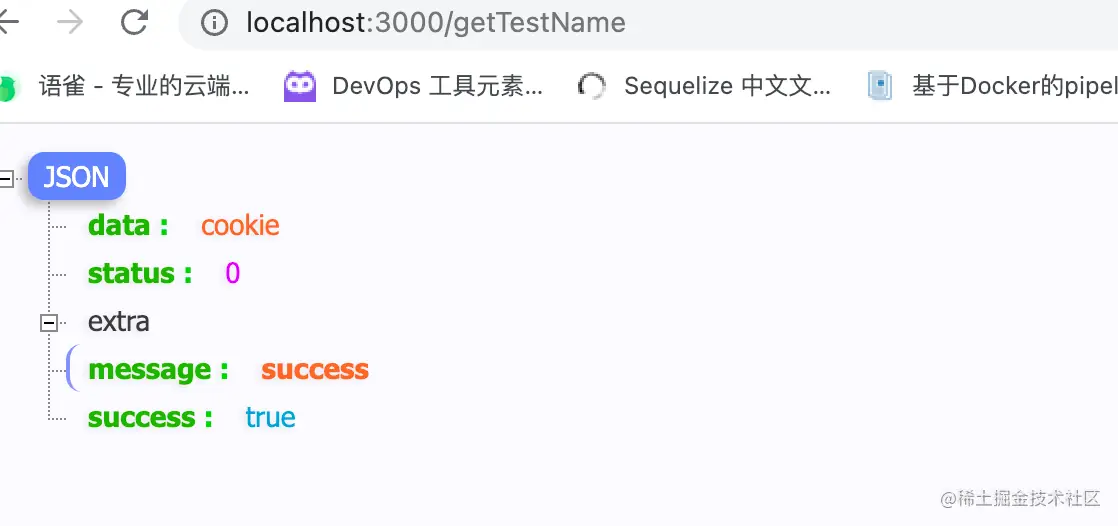 localhost:3000/getTestName
语雀 - 专业的云端... DevOps 工具元素... Sequelize 中文文... 基于Docker的pipel
JSON
data : cookie
status : 0
extra
message : success
success : true
@稀土掘金技术社区